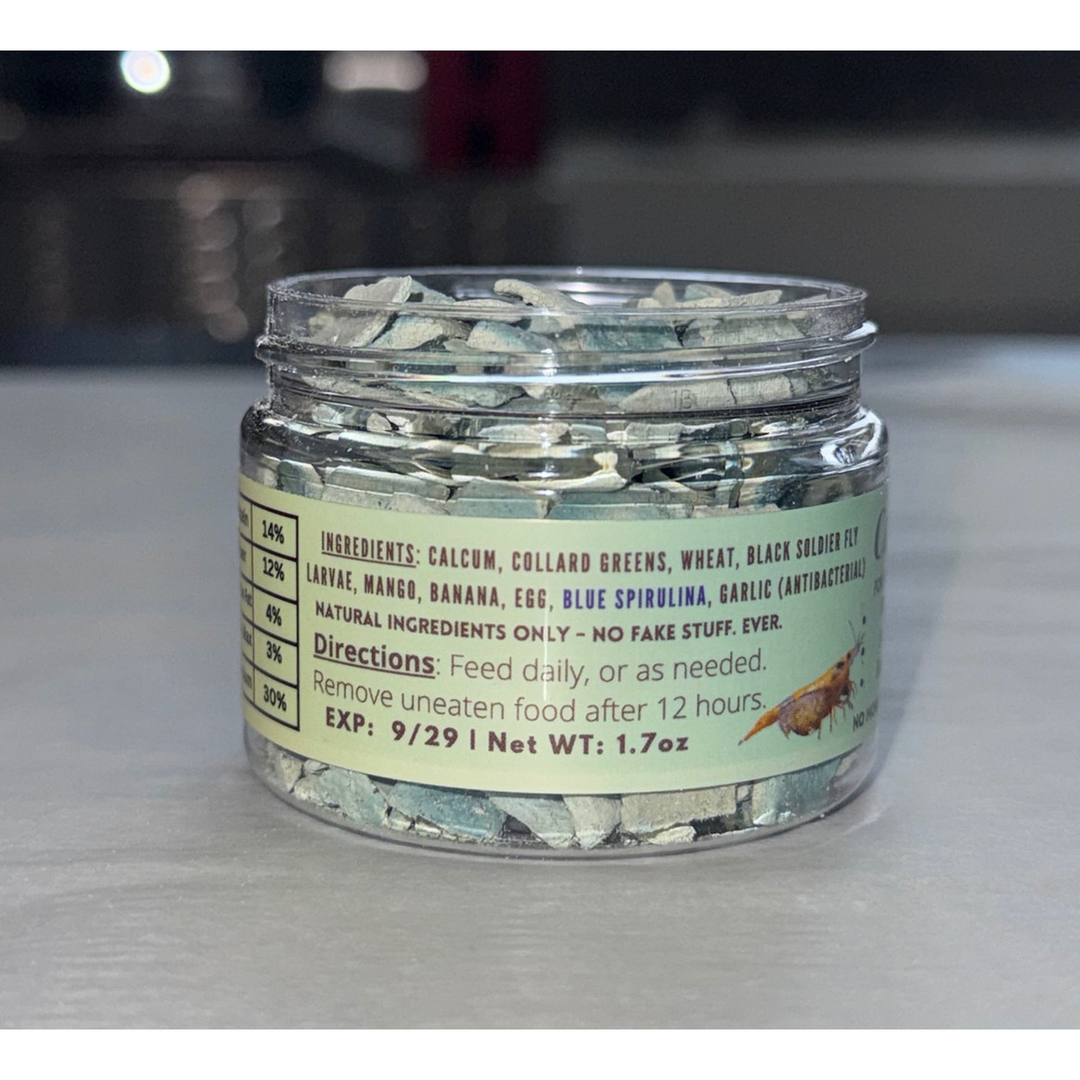 14%
12%
4%
3%
30%
INGREDIENTS: CALCUM, COLLARD GREENS, WHEAT, BLACK SOLDIER FLY
LARVAE, MANGO, BANANA, EGG, BLUE SPIRULINA, GARLIC (ANTIBACTERIAL)
NATURAL INGREDIENTS ONLY - NO FAKE STUFF. EVER.
Directions: Feed daily, or as needed.
Remove uneaten food after 12 hours.
EXP: 9/29 | Net WT: 1.7oz
NO
1B